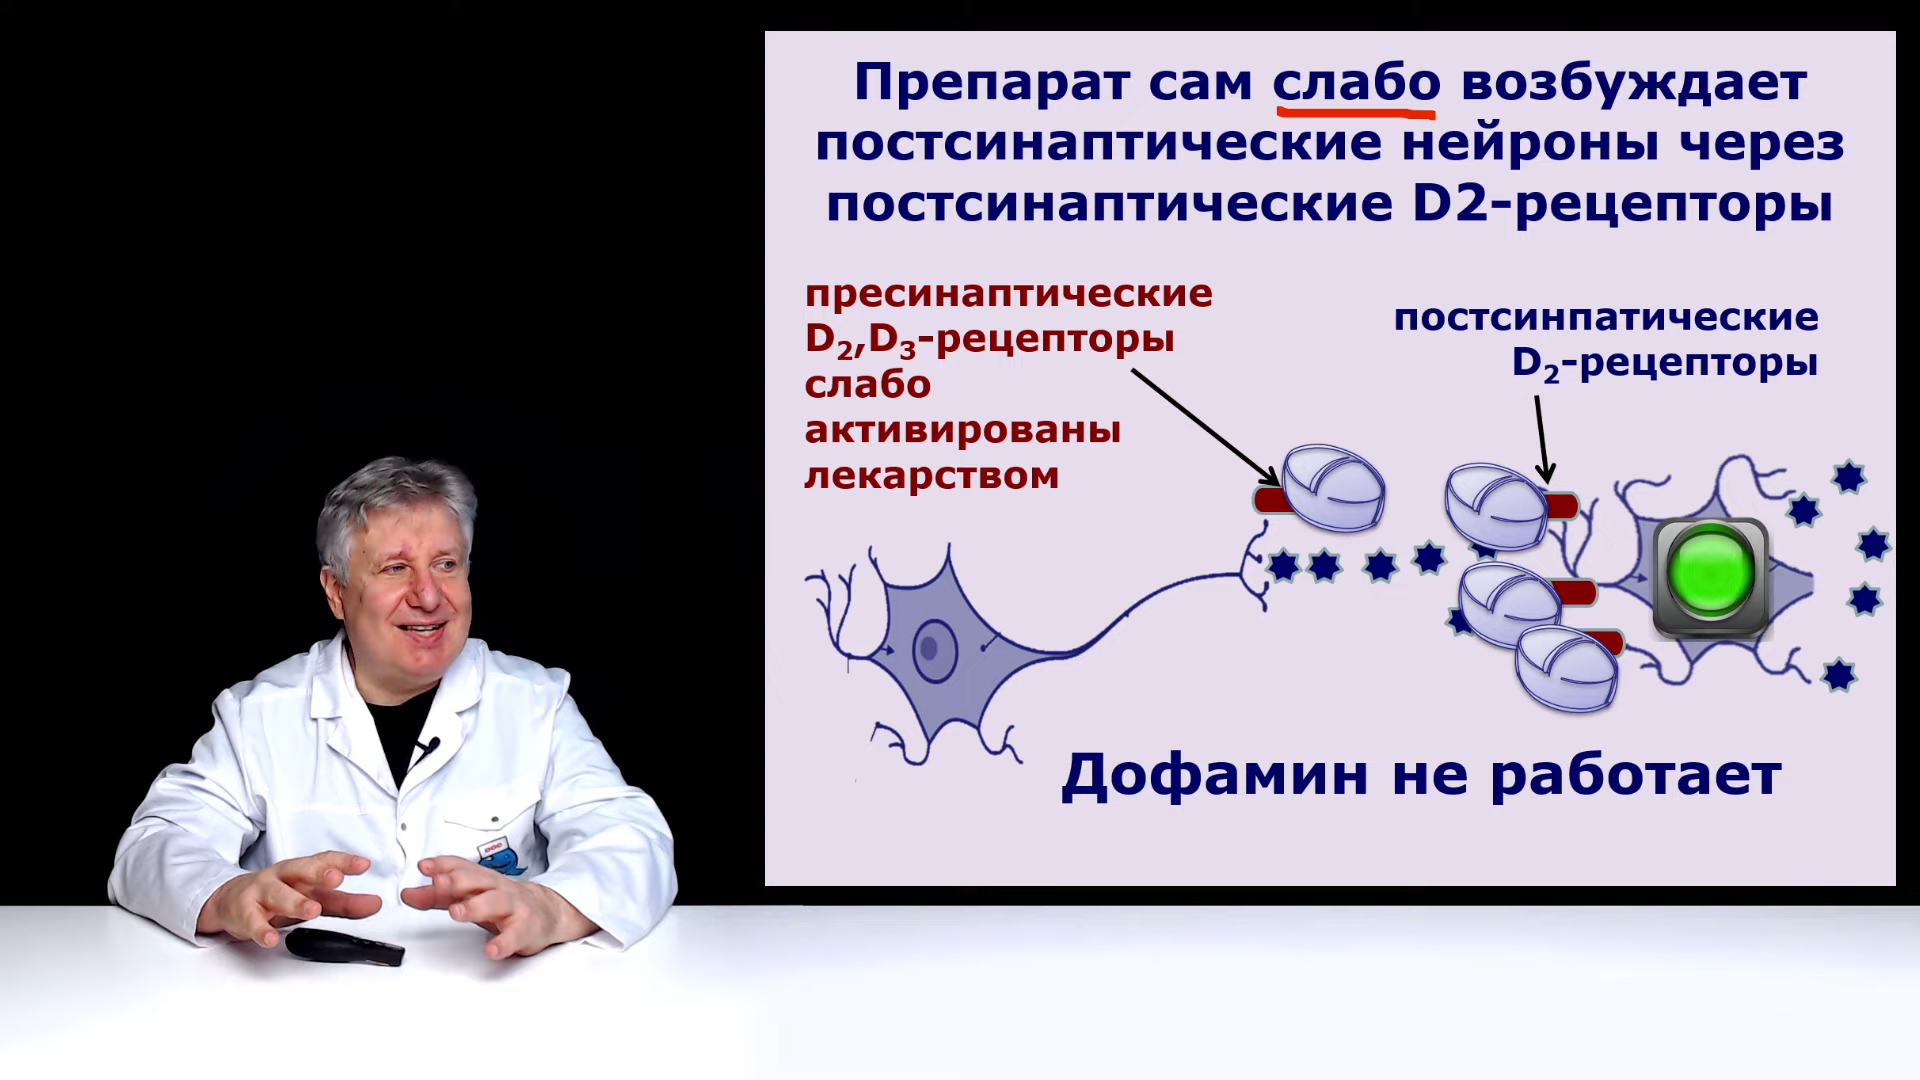 Препарат сам слабо возбуждает
постсинаптические нейроны через
постсинаптические D2-рецепторы
пресинаптические
D₂,D₃-рецепторы
слабо
активированы
лекарством
постсинпатические
D₂-рецепторы
Дофамин не работает